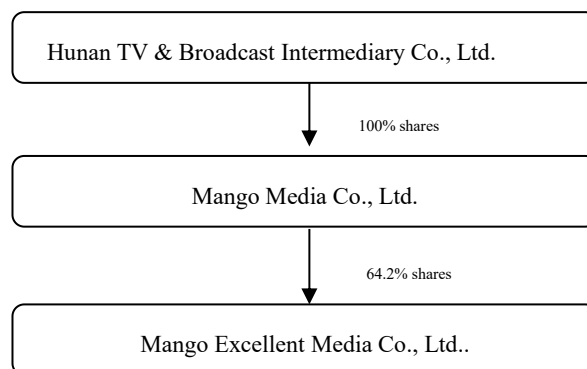 Hunan TV & Broadcast Intermediary Co., Ltd.
100% shares
Mango Media Co., Ltd.
64.2% shares
Mango Excellent Media Co., Ltd..